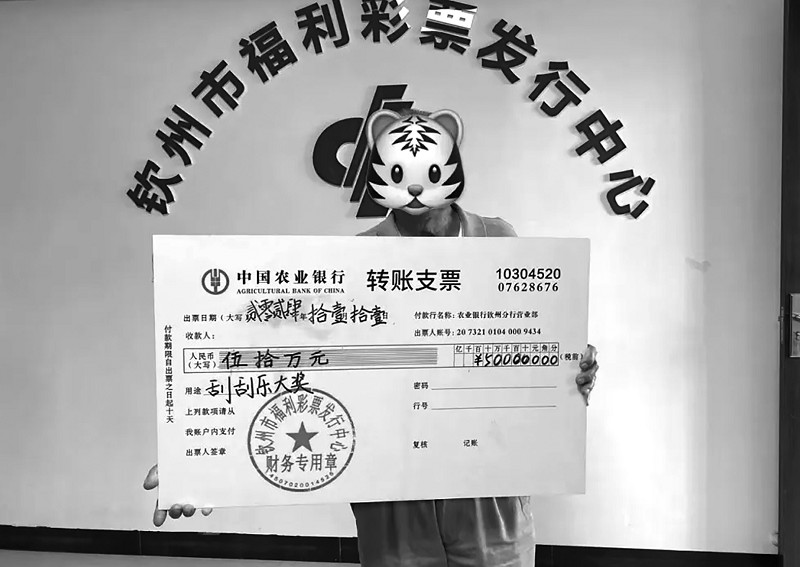 钦州市福利彩票发行中心
中国农业银行
AGRICULTURAL BANK OF CHINA
转账支票
10304520
07628676
出票日期（大写）贰零贰肆年拾壹拾壹日
付款行名称：农业银行钦州分行营业部
收款人：
出票人账号：20 7321 0104 000 9434
人民币（大写）
伍拾万元
亿千百十万千百十元角分
¥50000000
（税前）
用途
刮刮乐大奖
密码
上列款项请从
行号
我账户内支付
出票人签章
复核
记账
付款期限自出票之日起十天
钦州市福利彩票发行中心
财务专用章